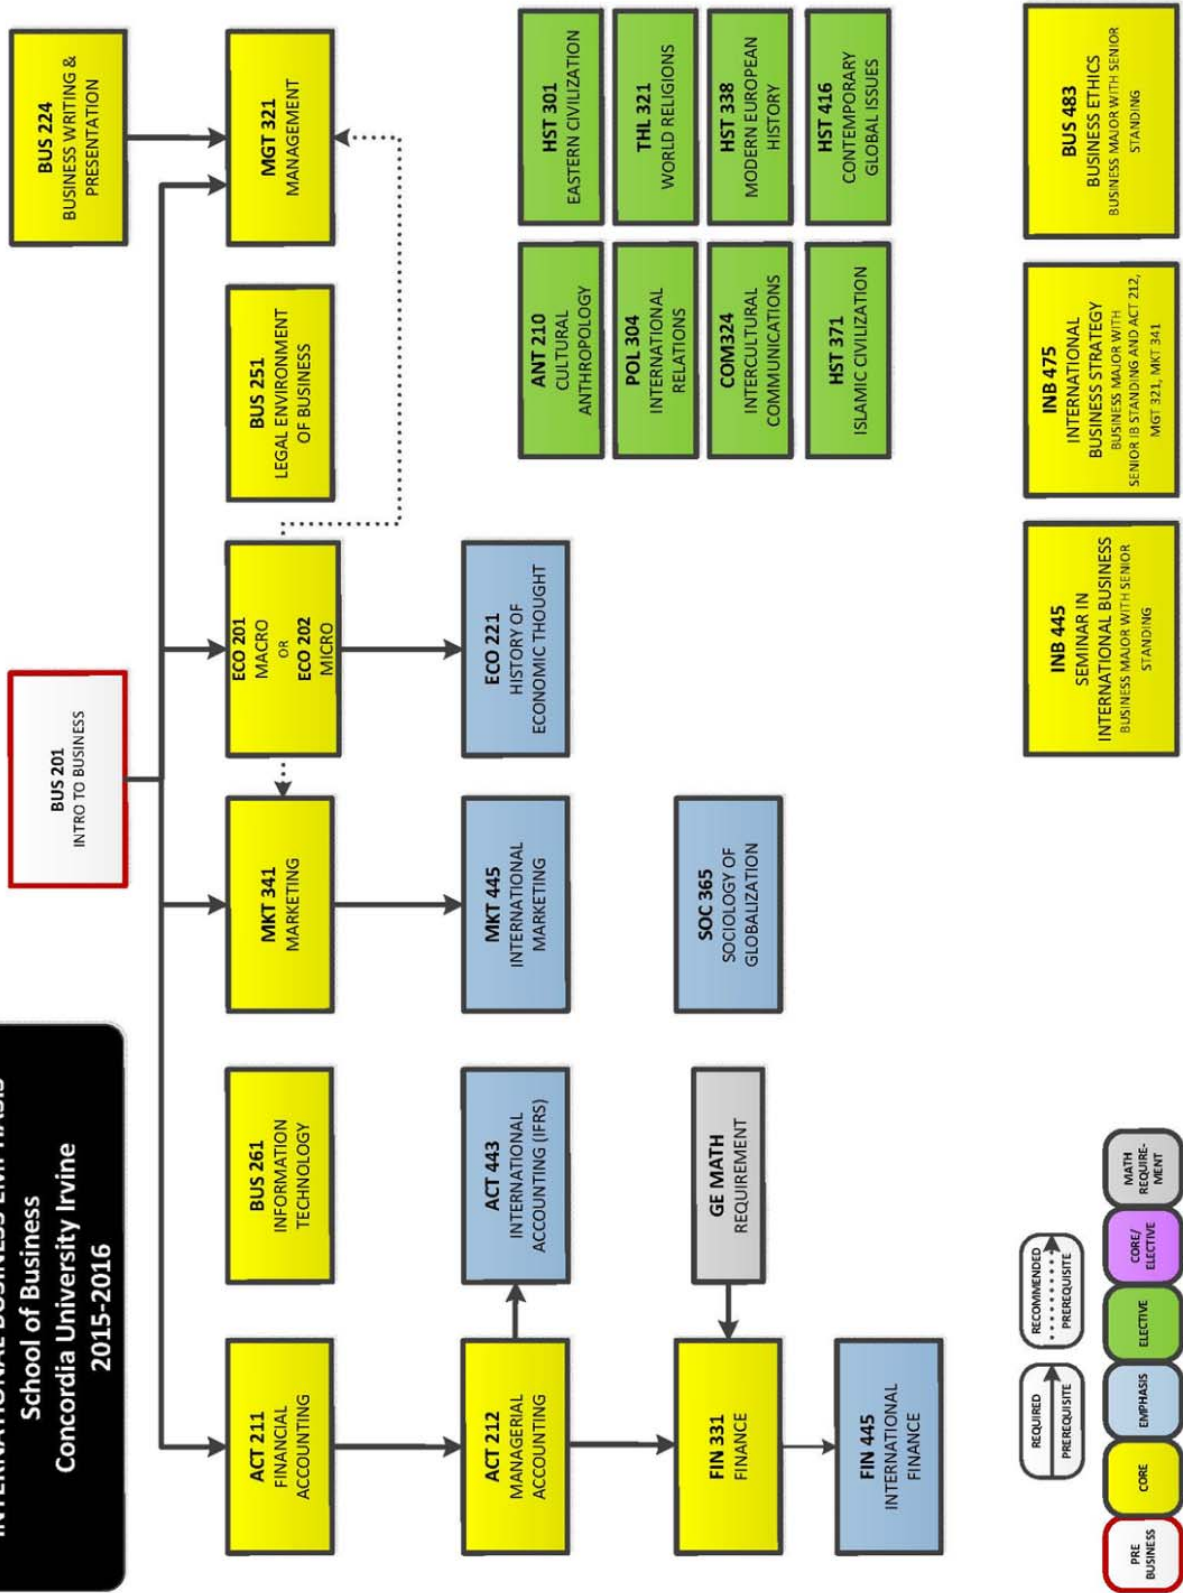 INTERNATIONAL BUSINESS EMPHASIS
School of Business
Concordia University Irvine
2015-2016
BUS 201
INTRO TO BUSINESS
BUS 224
BUSINESS WRITING &
PRESENTATION
ACT 211
FINANCIAL
ACCOUNTING
BUS 261
INFORMATION
TECHNOLOGY
MKT 341
MARKETING
ECO 201
MACRO
OR
ECO 202
MICRO
BUS 251
LEGAL ENVIRONMENT
OF BUSINESS
MGT 321
MANAGEMENT
ACT 212
MANAGERIAL
ACCOUNTING
ACT 443
INTERNATIONAL
ACCOUNTING (IFRS)
MKT 445
INTERNATIONAL
MARKETING
ECO 221
HISTORY OF
ECONOMIC THOUGHT
ANT 210
CULTURAL
ANTHROPOLOGY
HST 301
EASTERN CIVILIZATION
POL 304
INTERNATIONAL
RELATIONS
THL 321
WORLD RELIGIONS
COM324
INTERCULTURAL
COMMUNICATIONS
HST 338
MODERN EUROPEAN
HISTORY
HST 371
ISLAMIC CIVILIZATION
HST 416
CONTEMPORARY
GLOBAL ISSUES
FIN 331
FINANCE
GE MATH
REQUIREMENT
SOC 365
SOCIOLOGY OF
GLOBALIZATION
FIN 445
INTERNATIONAL
FINANCE
REQUIRED
PREREQUISITE
RECOMMENDED
PREREQUISITE
INB 445
SEMINAR IN
INTERNATIONAL BUSINESS
BUSINESS MAJOR WITH SENIOR
STANDING
INB 475
INTERNATIONAL
BUSINESS STRATEGY
BUSINESS MAJOR WITH
SENIOR IB STANDING AND ACT 212,
MGT 321, MKT 341
BUS 483
BUSINESS ETHICS
BUSINESS MAJOR WITH SENIOR
STANDING
PRE
BUSINESS
CORE
EMPHASIS
ELECTIVE
CORE/
ELECTIVE
MATH
REQUIRE-
MENT